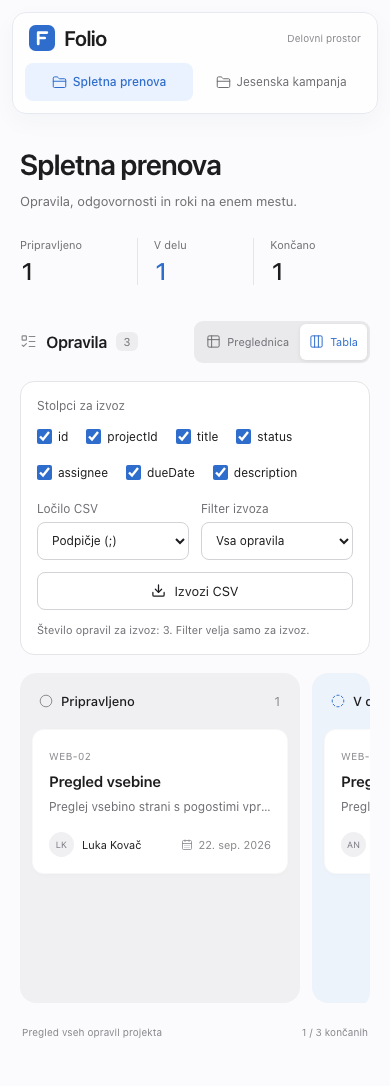 Folio
Delovni prostor
Spletna prenova
Jesenska kampanja
Spletna prenova
Opravila, odgovornosti in roki na enem mestu.
Pripravljeno
V delu
Končano
1
1
1
Opravila 3
Preglednica
Tabla
Stolpci za izvoz
id
projectId
title
status
assignee
dueDate
description
Ločilo CSV
Filter izvoza
Podpičje (;)
Vsa opravila
Izvozi CSV
Število opravil za izvoz: 3. Filter velja samo za izvoz.
Pripravljeno
1
V
WEB-02
Pregled vsebine
Preglej vsebino strani s pogostimi vpr...
LK
Luka Kovač
22. sep. 2026
WEB-
AN
Pregled vseh opravil projekta
1 / 3 končanih